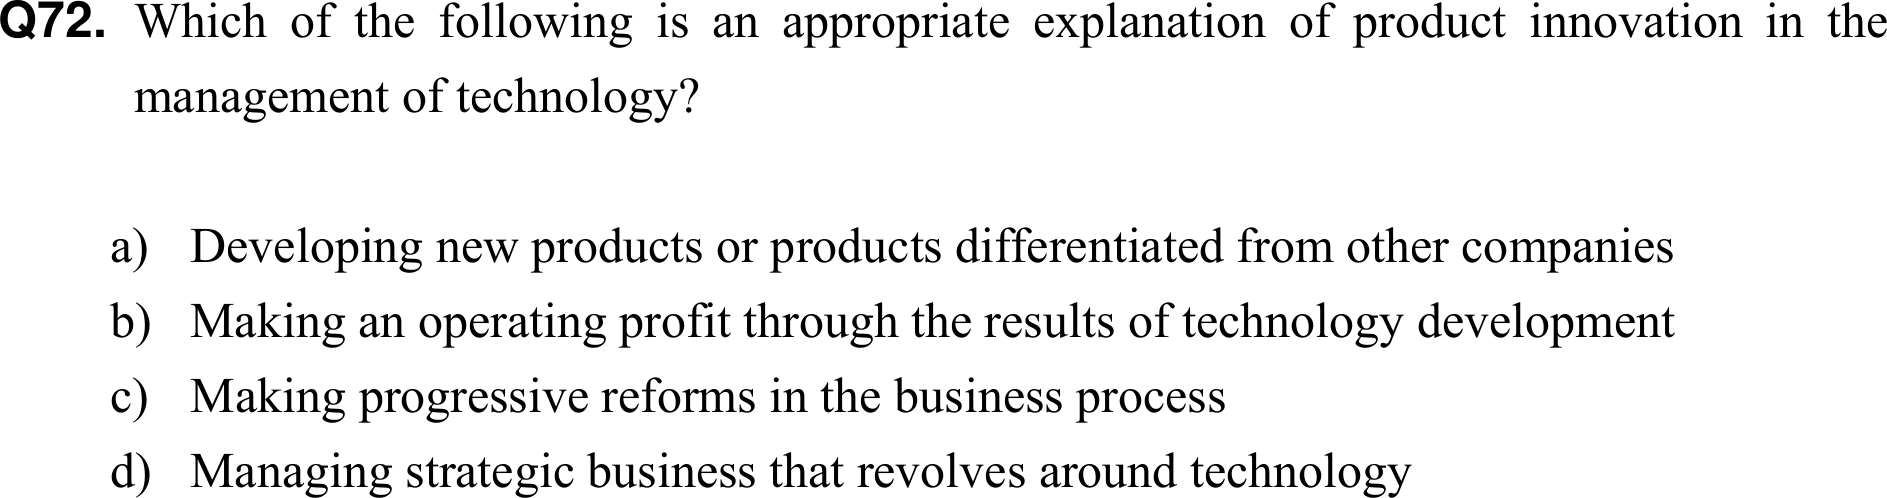 Q72. Which of the following is an appropriate explanation of product innovation in the
management of technology?
a) Developing new products or products differentiated from other companies
b) Making an operating profit through the results of technology development
c) Making progressive reforms in the business process
d) Managing strategic business that revolves around technology